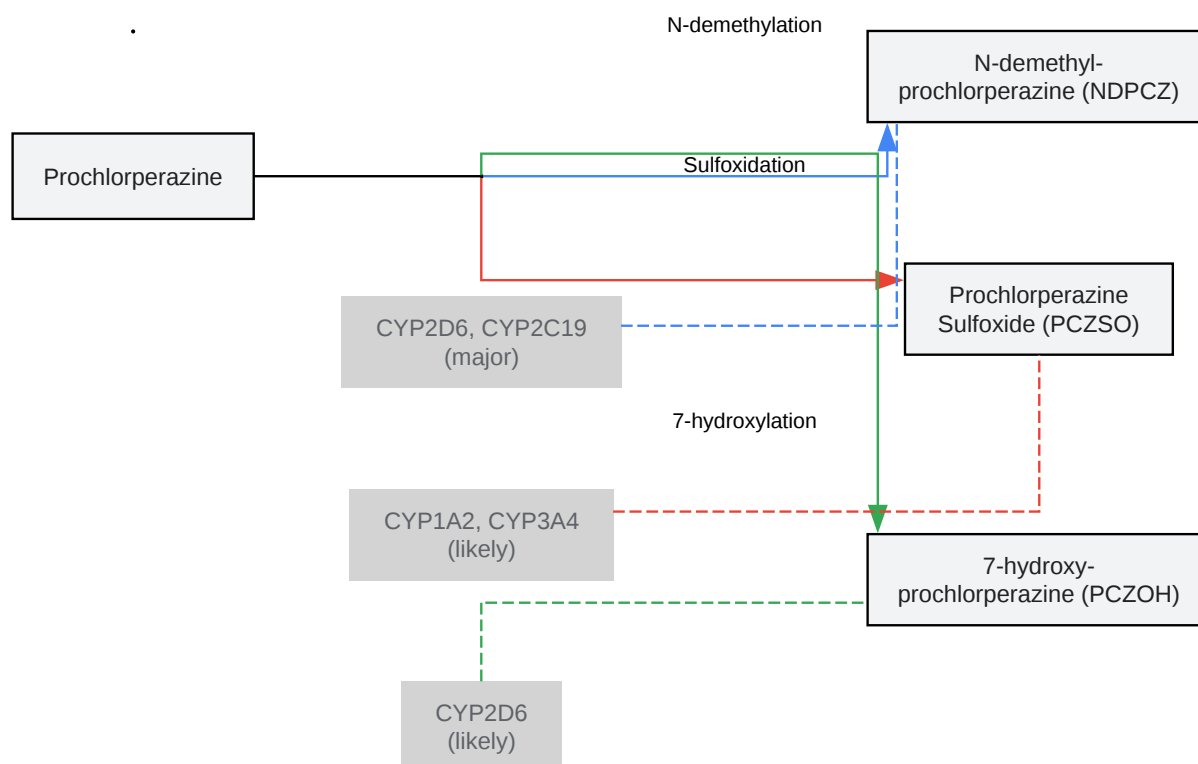 N-demethylation
N-demethyl-
prochlorperazine (NDPCZ)
Prochlorperazine
Sulfoxidation
Prochlorperazine
Sulfoxide (PCZSO)
CYP2D6, CYP2C19
(major)
7-hydroxylation
CYP1A2, CYP3A4
(likely)
7-hydroxy-
prochlorperazine (PCZOH)
CYP2D6
(likely)